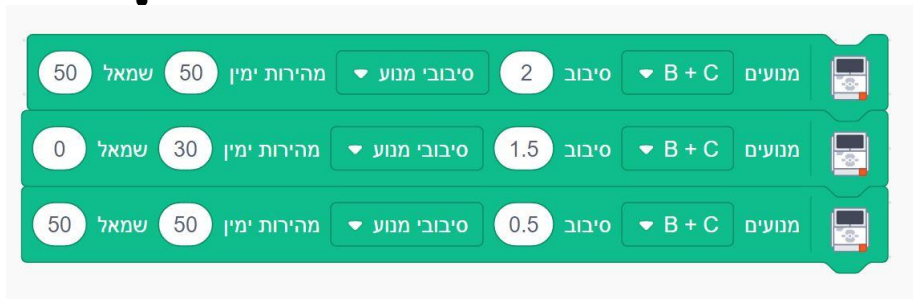 מנועים B + C סיבוב 2 סיבובי מנוע מהירות ימין 50 שמאל 50
מנועים B + C סיבוב 1.5 סיבובי מנוע מהירות ימין 30 שמאל 0
מנועים B + C סיבוב 0.5 סיבובי מנוע מהירות ימין 50 שמאל 50